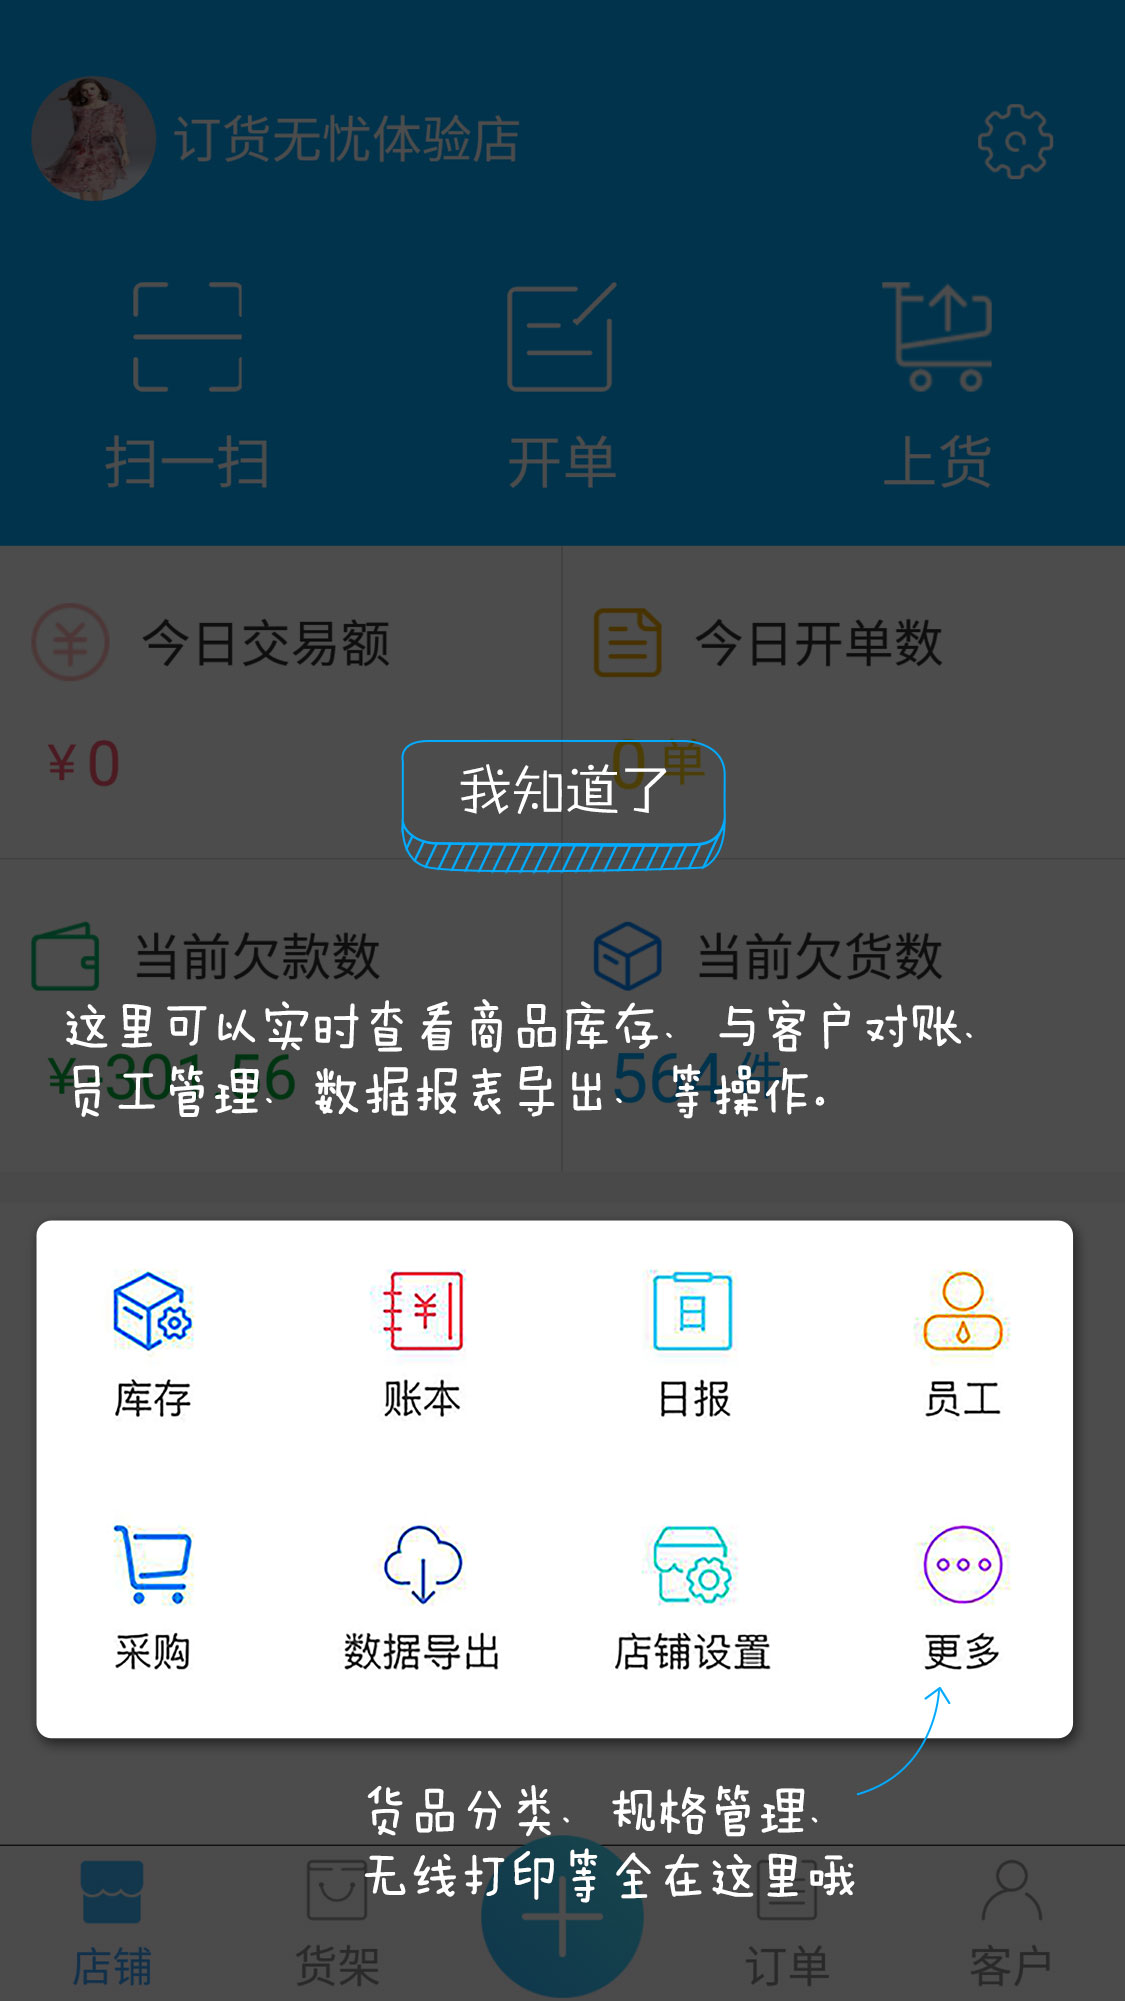 订货无忧体验店
扫一扫 开单 上货
今日交易额 今日开单数
¥0 0单
我知道了
当前欠款数 当前欠货数
这里可以实时查看商品库存、与客户对账、
¥-301.56 564件
员工管理、数据报表导出、等操作。
库存 账本 日报 员工
采购 数据导出 店铺设置 更多
货品分类、规格管理、
无线打印等全在这里哦
店铺 货架 订单 客户